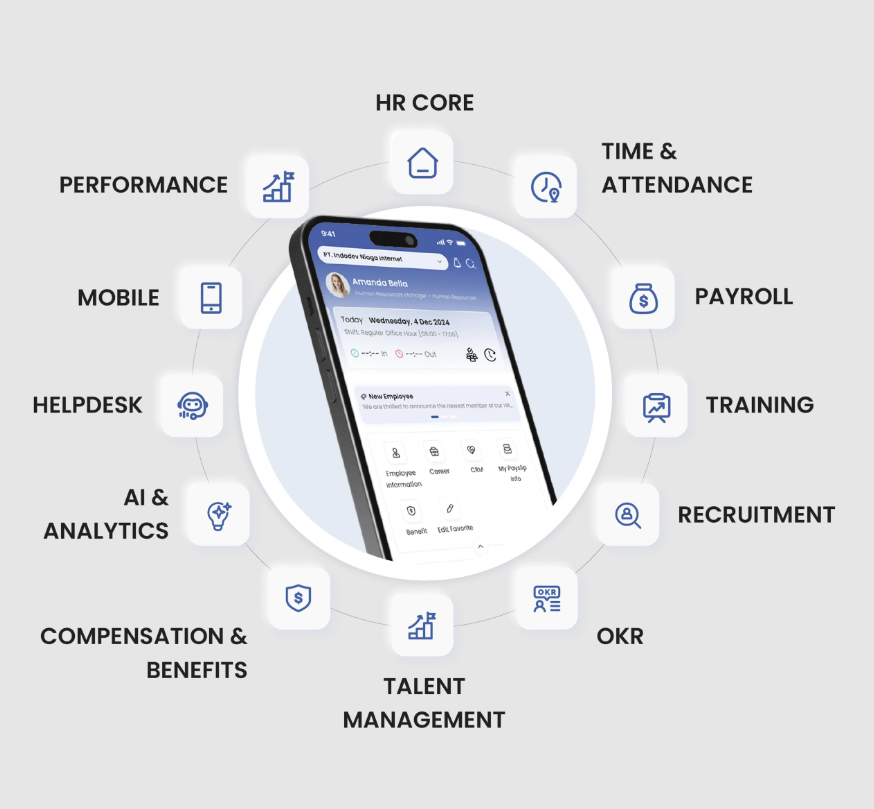 HR CORE
TIME &
ATTENDANCE
PERFORMANCE
MOBILE
PAYROLL
HELPDESK
TRAINING
AI &
ANALYTICS
RECRUITMENT
OKR
COMPENSATION &
BENEFITS
OKR
TALENT
MANAGEMENT
9:41
PT. Indodev Niaga Internet
Amanda Bella
Human Resources Manager - Human Resources
Today Wednesday, 4 Dec 2024
Shift: Regular Office Hour [08:00 - 17:00]
--:-- In --:-- Out
New Employee
We are thrilled to announce the newest member of our HR...
Employee
Information
Career
CRM
My Payslip
Info
Benefit
Edit Favorite
$
$